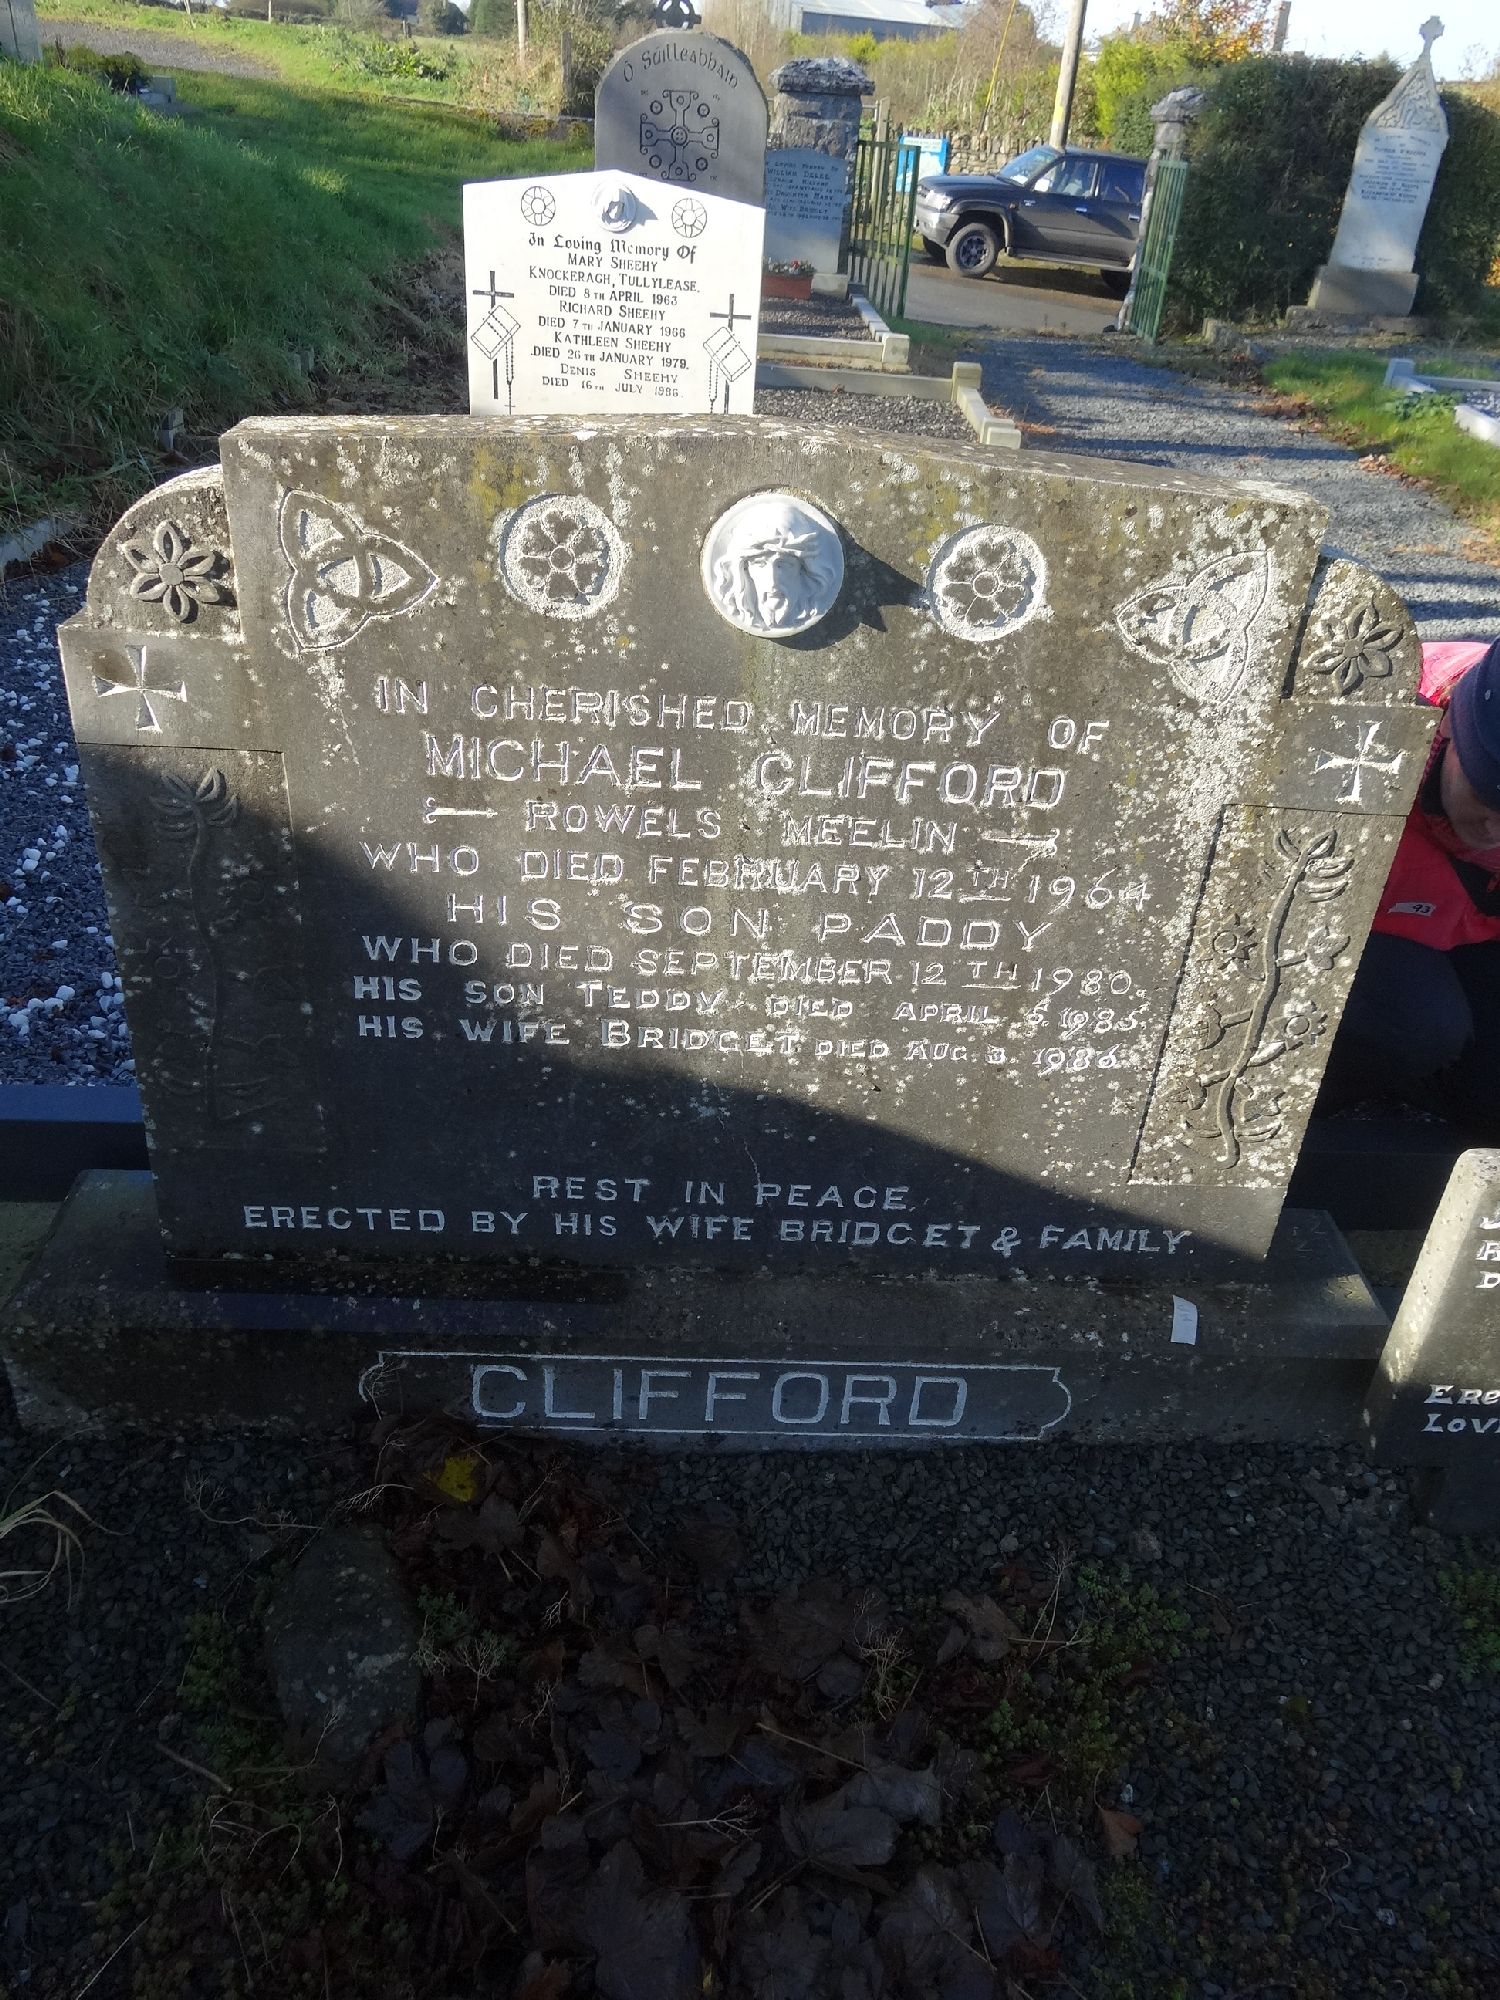 Ó Súilleabháin
WILLIAM
In Loving Memory Of
MARY SHEEHY
KNOCKERAGH, TULLYLEASE.
DIED 8TH APRIL 1963
RICHARD SHEEHY
DIED 7TH JANUARY 1966
KATHLEEN SHEEHY
DIED 26TH JANUARY 1979.
DENIS SHEEHY
DIED 16TH JULY 1986
IN CHERISHED MEMORY OF
MICHAEL CLIFFORD
ROWELS MEELIN
WHO DIED FEBRUARY 12TH 1964
HIS SON PADDY
WHO DIED SEPTEMBER 12TH 1980.
HIS SON TEDDY DIED APRIL 6. 1985.
HIS WIFE BRIDGET DIED AUG. 3. 1986.
REST IN PEACE.
ERECTED BY HIS WIFE BRIDGET & FAMILY.
CLIFFORD
93